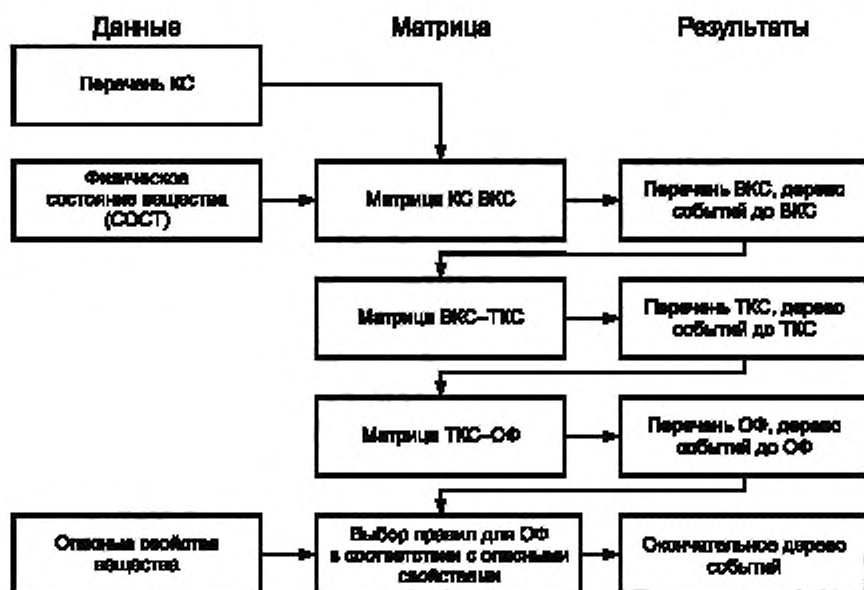 Данные
Матрица
Результаты
Перечень КС
Физическое
состояние вещества
(СОСТ)
Матрица КС ВКС
Перечень ВКС, дерево
событий до ВКС
Матрица ВКС–ТКС
Перечень ТКС, дерево
событий до ТКС
Матрица ТКС–ОФ
Перечень ОФ, дерево
событий до ОФ
Опасные свойства
вещества
Выбор правил для ОФ
в соответствии с опасными
свойствами
Окончательное дерево
событий